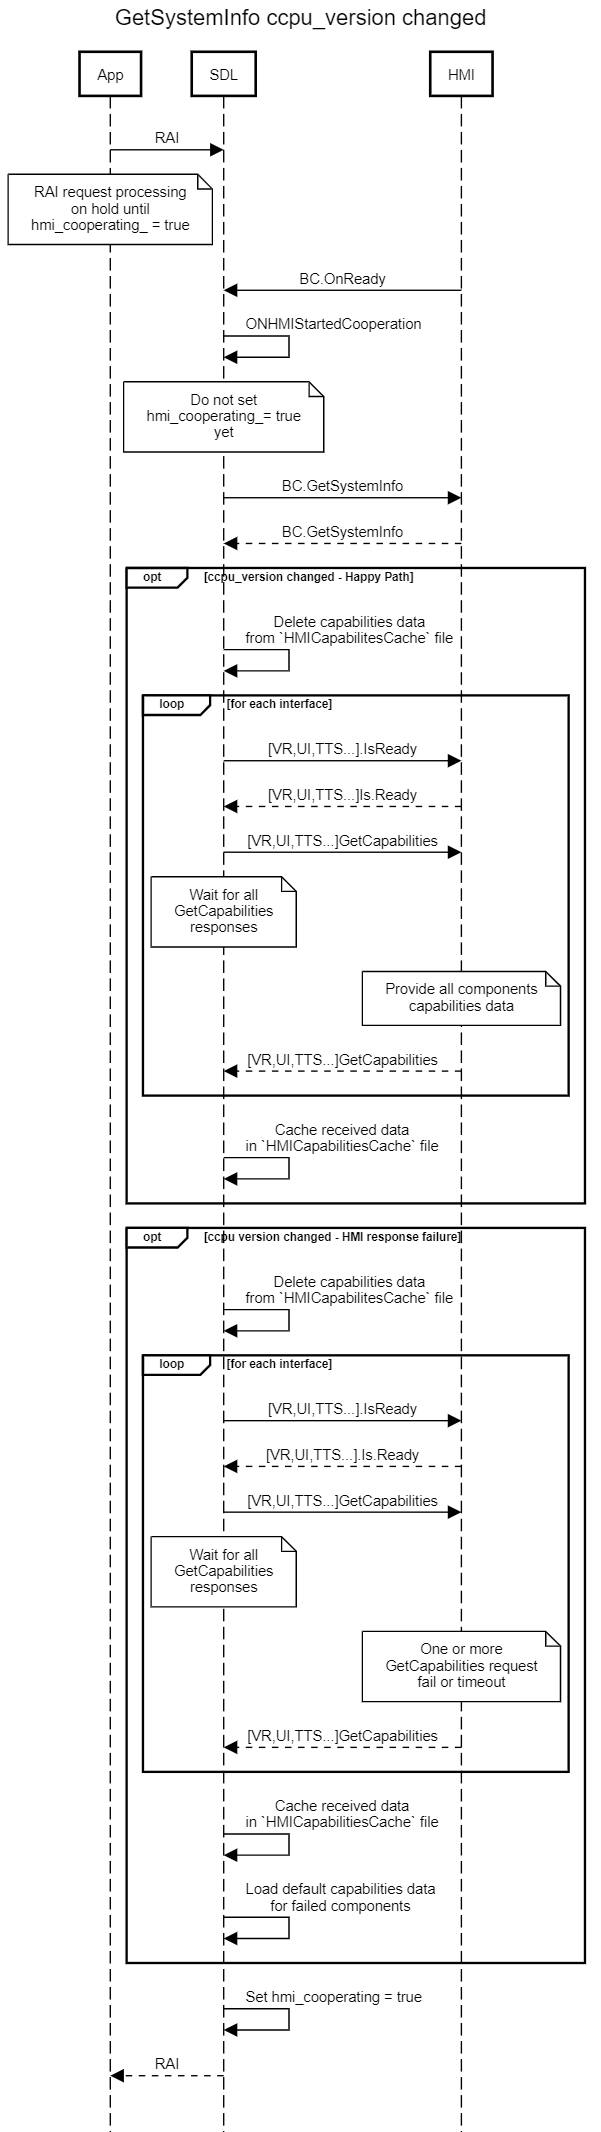 GetSystemInfo ccpu_version changed
App
SDL
HMI
RAI
RAI request processing
on hold until
hmi_cooperating_ = true
BC.OnReady
ONHMIStartedCooperation
Do not set
hmi_cooperating_= true
yet
BC.GetSystemInfo
BC.GetSystemInfo
opt
[ccpu_version changed - Happy Path]
Delete capabilities data
from `HMICapabilitesCache` file
loop
[for each interface]
[VR,UI,TTS...].IsReady
[VR,UI,TTS...]Is.Ready
[VR,UI,TTS...]GetCapabilities
Wait for all
GetCapabilities
responses
Provide all components
capabilities data
[VR,UI,TTS...]GetCapabilities
Cache received data
in `HMICapabilitiesCache` file
opt
[ccpu version changed - HMI response failure]
Delete capabilities data
from `HMICapabilitesCache` file
loop
[for each interface]
[VR,UI,TTS...].IsReady
[VR,UI,TTS...].Is.Ready
[VR,UI,TTS...]GetCapabilities
Wait for all
GetCapabilities
responses
One or more
GetCapabilities request
fail or timeout
[VR,UI,TTS...]GetCapabilities
Cache received data
in `HMICapabilitiesCache` file
Load default capabilities data
for failed components
Set hmi_cooperating = true
RAI